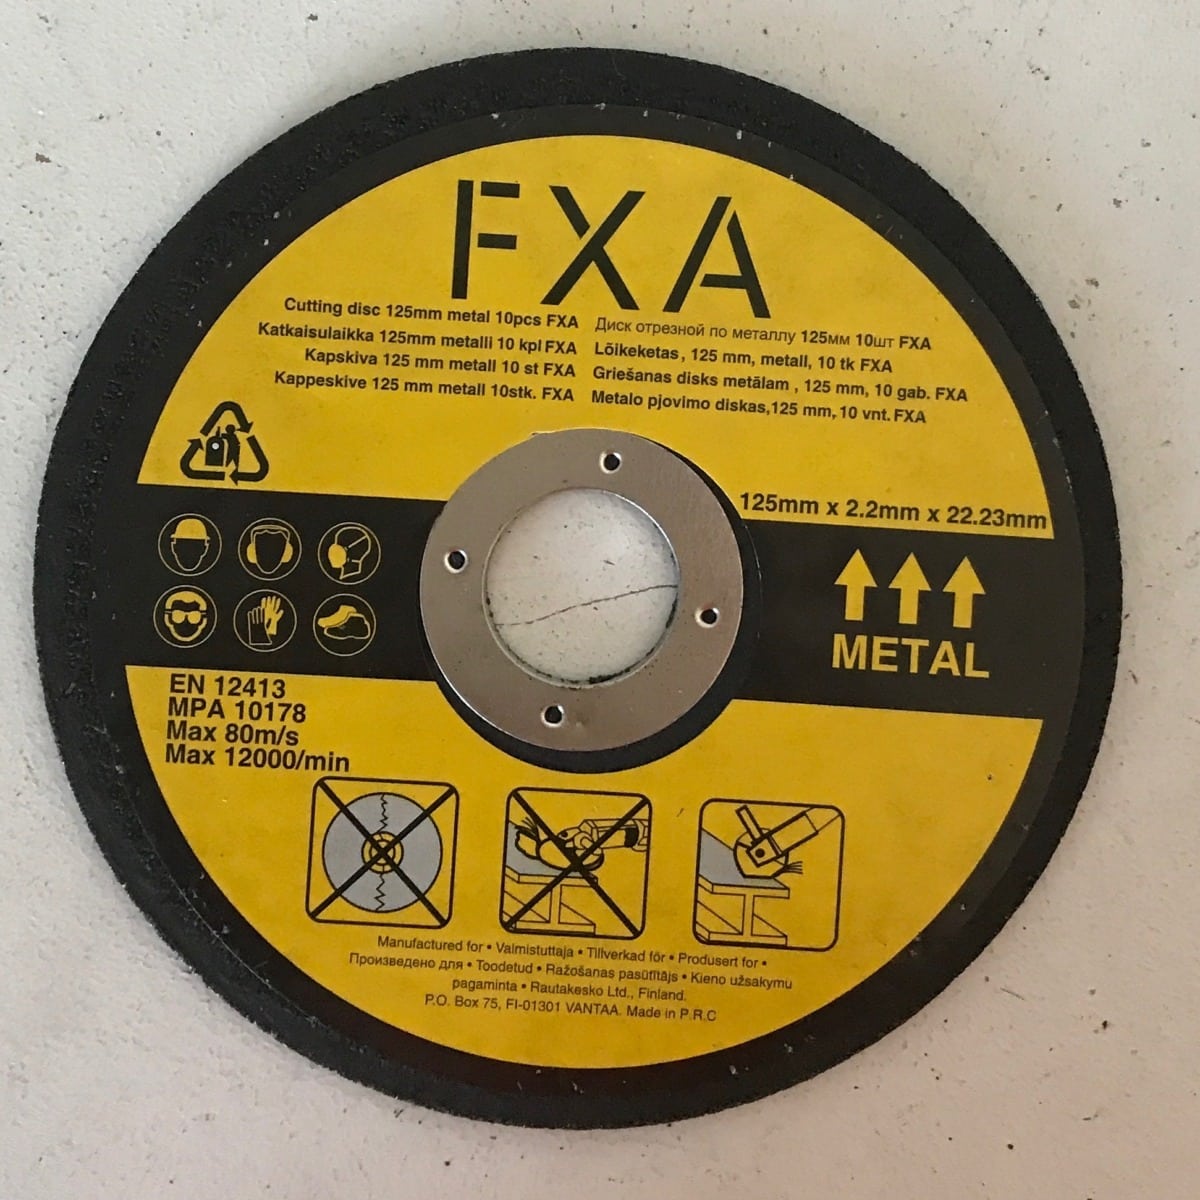 FXA
Cutting disc 125mm metal 10pcs FXA
Katkaisulaikka 125mm metalli 10 kpl FXA
Kapskiva 125 mm metall 10 st FXA
Kappeskive 125 mm metall 10stk. FXA
Диск отрезной по металлу 125мм 10шт FXA
Lõikeketas, 125 mm, metall, 10 tk FXA
Griešanas disks metālam , 125 mm, 10 gab. FXA
Metalo pjovimo diskas,125 mm, 10 vnt. FXA
125mm x 2.2mm x 22.23mm
METAL
EN 12413
MPA 10178
Max 80m/s
Max 12000/min
Manufactured for • Valmistuttaja • Tillverkad för • Produsert for •
Произведено для • Toodetud • Ražošanas pasūtītājs • Kieno užsakymu
pagaminta • Rautakesko Ltd., Finland.
P.O. Box 75, FI-01301 VANTAA. Made in P.R.C